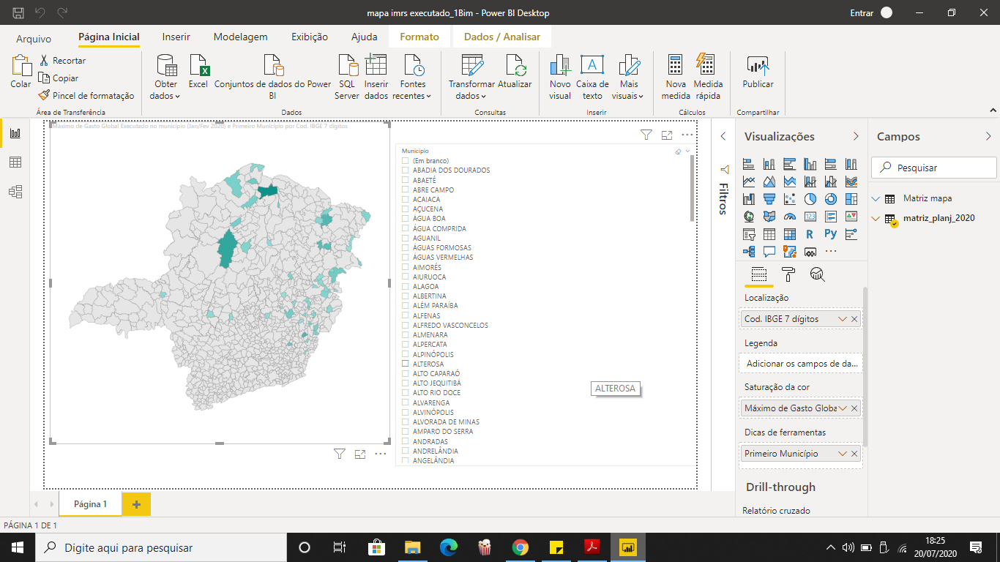 mapa imrs executado_1Bim - Power BI Desktop
Entrar
Arquivo
Página Inicial
Inserir
Modelagem
Exibição
Ajuda
Formato
Dados / Analisar
Colar
Recortar
Copiar
Pincel de formatação
Área de Transferência
Obter
dados
Excel
Conjuntos de dados do Power
BI
SQL
Server
Inserir
dados
Fontes
recentes
Dados
Transformar
dados
Atualizar
Consultas
Novo
visual
Caixa de
texto
Mais
visuais
Inserir
Nova
medida
Medida
rápida
Cálculos
Publicar
Compartilhar
Máximo de Gasto Global Executado no município (Jan/Fev 2020) e Primeiro Município por Cod. IBGE 7 dígitos
Município
(Em branco)
ABADIA DOS DOURADOS
ABAETÉ
ABRE CAMPO
ACAIACA
AÇUCENA
ÁGUA BOA
ÁGUA COMPRIDA
AGUANIL
ÁGUAS FORMOSAS
ÁGUAS VERMELHAS
AIMORÉS
AIURUOCA
ALAGOA
ALBERTINA
ALÉM PARAÍBA
ALFENAS
ALFREDO VASCONCELOS
ALMENARA
ALPERCATA
ALPINÓPOLIS
ALTEROSA
ALTO CAPARAÓ
ALTO JEQUITIBÁ
ALTO RIO DOCE
ALVARENGA
ALVINÓPOLIS
ALVORADA DE MINAS
AMPARO DO SERRA
ANDRADAS
ANDRELÂNDIA
ANGELÂNDIA
ALTEROSA
Filtros
Visualizações
R
Py
123
Localização
Cod. IBGE 7 dígitos
Legenda
Adicionar os campos de da...
Saturação da cor
Máximo de Gasto Globa
Dicas de ferramentas
Primeiro Município
Drill-through
Relatório cruzado
Campos
Pesquisar
Matriz mapa
matriz_planj_2020
Página 1
PÁGINA 1 DE 1
Digite aqui para pesquisar
18:25
20/07/2020